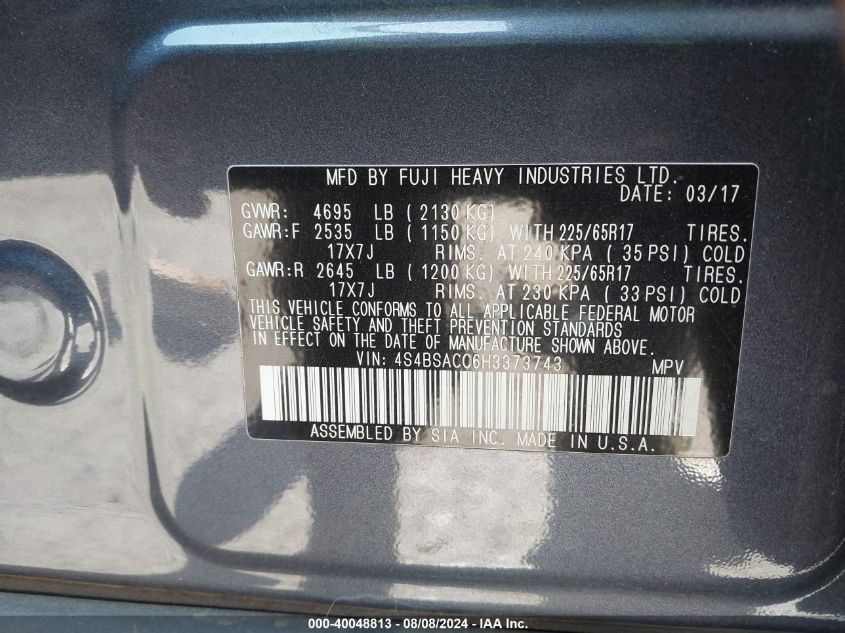 MFD BY FUJI HEAVY INDUSTRIES LTD.
DATE: 03/17
GVWR: 4695 LB (2130 KG)
GAWR:F 2535 LB (1150 KG) WITH 225/65R17 TIRES.
17X7J RIMS. AT 240 KPA (35 PSI) COLD
GAWR:R 2645 LB (1200 KG) WITH 225/65R17 TIRES.
17X7J RIMS. AT 230 KPA (33 PSI) COLD
THIS VEHICLE CONFORMS TO ALL APPLICABLE FEDERAL MOTOR
VEHICLE SAFETY AND THEFT PREVENTION STANDARDS
IN EFFECT ON THE DATE OF MANUFACTURE SHOWN ABOVE.
VIN: 4S4BSACC6H3373743 MPV
ASSEMBLED BY SIA INC. MADE IN U.S.A.
000-40048813 - 08/08/2024 - IAA Inc.